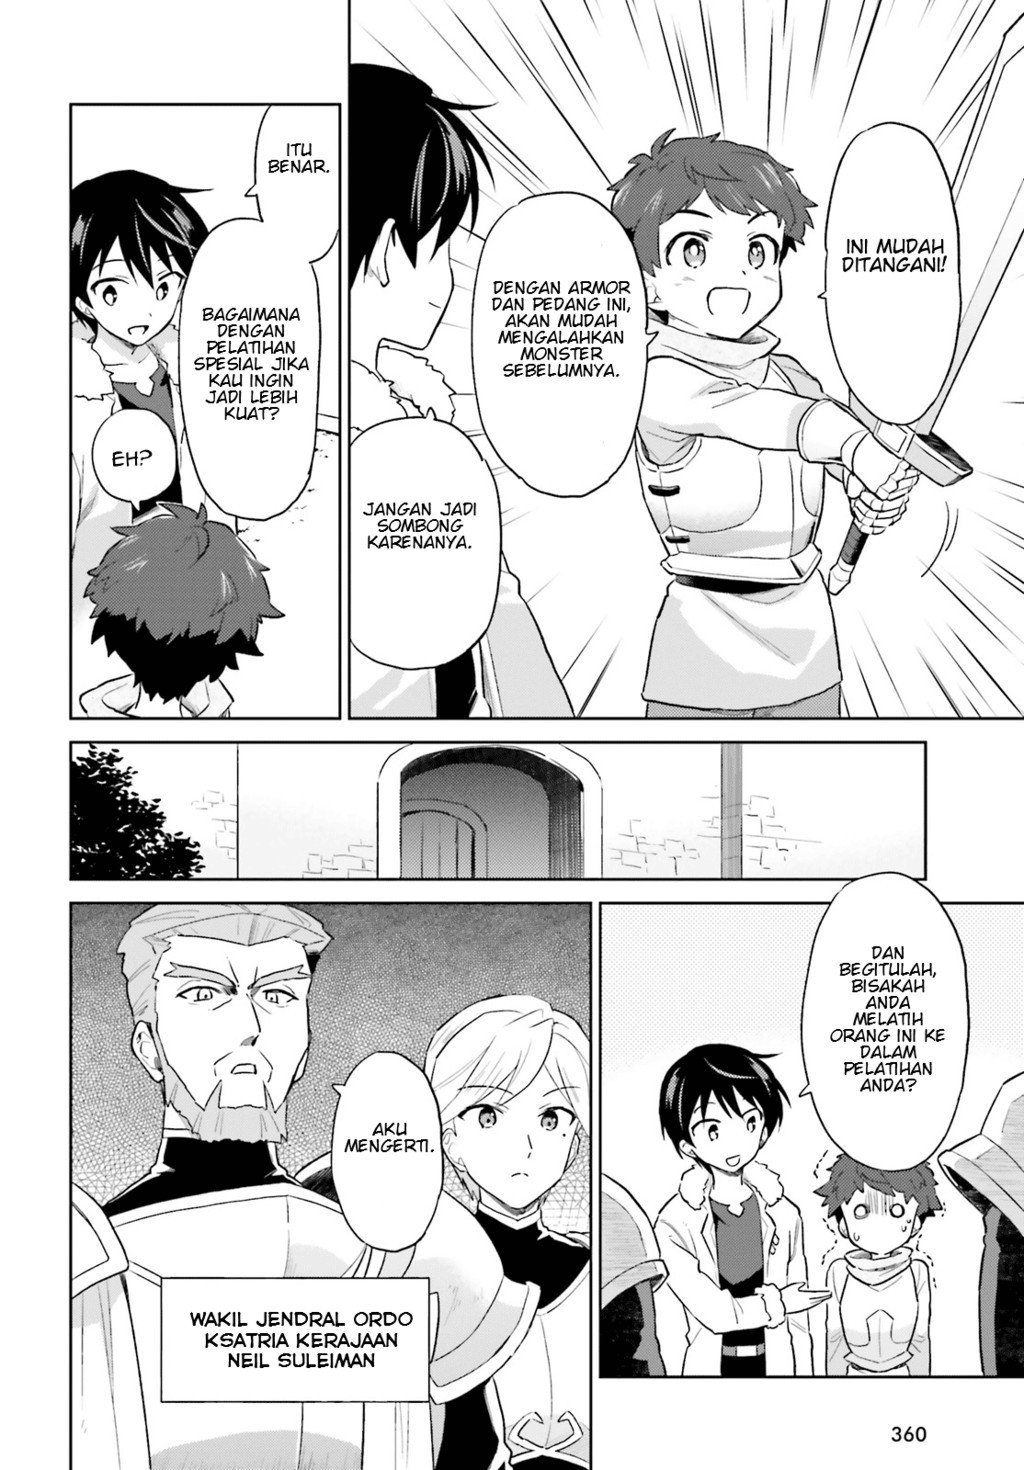 INI MUDAH
DITANGANI!
DENGAN ARMOR
DAN PEDANG INI,
AKAN MUDAH
MENGALAHKAN
MONSTER
SEBELUMNYA.
JANGAN JADI
SOMBONG
KARENANYA.
ITU
BENAR.
BAGAIMANA
DENGAN
PELATIHAN
SPESIAL JIKA
KAU INGIN
JADI LEBIH
KUAT?
EH?
DAN
BEGITULAH,
BISAKAH
ANDA
MELATIH
ORANG INI KE
DALAM
PELATIHAN
ANDA?
AKU
MENGERTI.
WAKIL JENDRAL ORDO
KSATRIA KERAJAAN
NEIL SULEIMAN
360